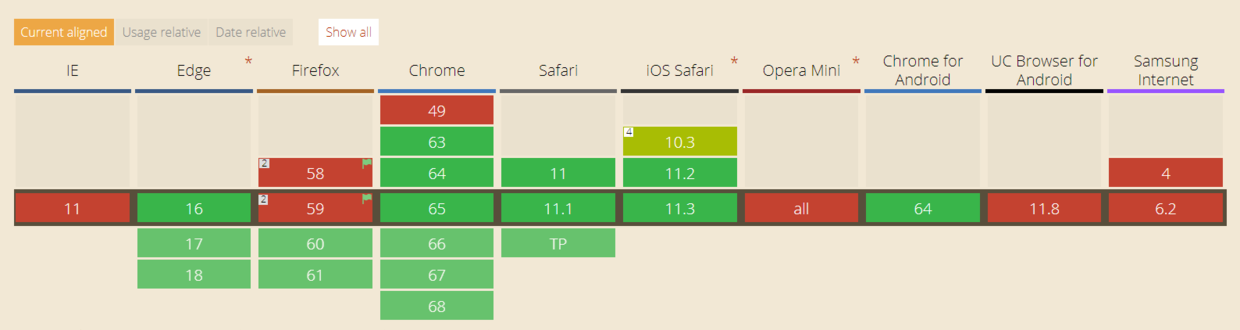 Current aligned Usage relative Date relative Show all
IE Edge * Firefox Chrome Safari iOS Safari * Opera Mini * Chrome for Android UC Browser for Android Samsung Internet
49
63 4 10.3
2 58 64 11 11.2 4
11 16 2 59 65 11.1 11.3 all 64 11.8 6.2
17 60 66 TP
18 61 67
68